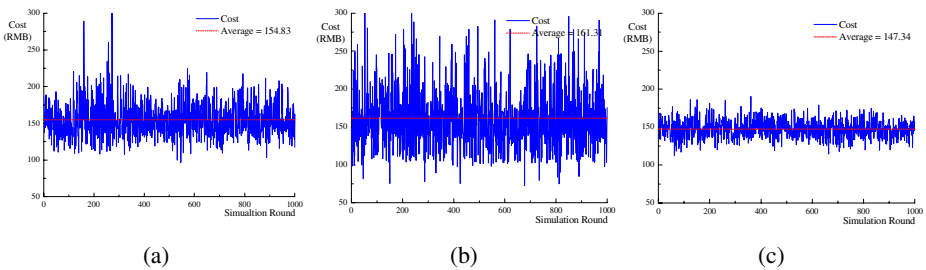 Cost
(RMB)
300
250
200
150
100
50
0
200
400
600
800
1000
Simualtion Round
Cost
Average = 154.83
(a)
Cost
(RMB)
300
250
200
150
100
50
0
200
400
600
800
1000
Simulation Round
Cost
Average = 161.31
(b)
Cost
(RMB)
300
250
200
150
100
50
0
200
400
600
800
1000
Simulation Round
Cost
Average = 147.34
(c)